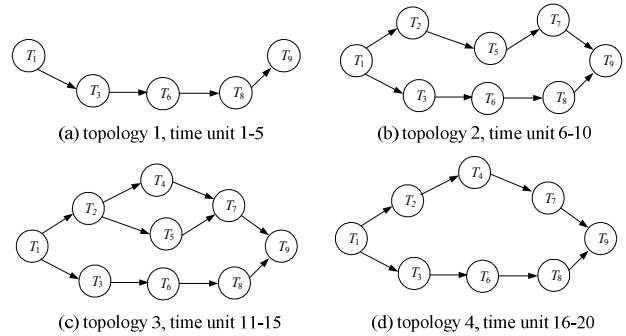 T1 T3 T6 T8 T9
(a) topology 1, time unit 1-5
T1 T2 T5 T7 T3 T6 T8 T9
(b) topology 2, time unit 6-10
T1 T2 T4 T5 T7 T3 T6 T8 T9
(c) topology 3, time unit 11-15
T1 T2 T4 T7 T3 T6 T8 T9
(d) topology 4, time unit 16-20